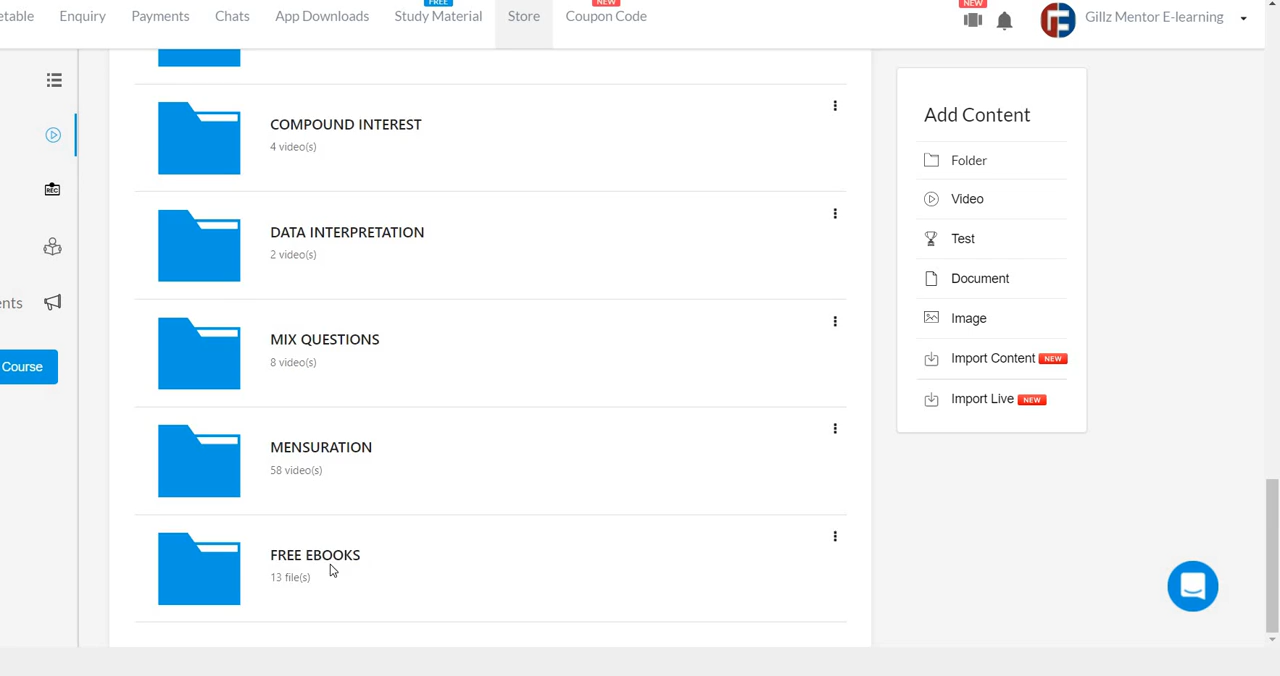 FREE
NEW
NEW
etable Enquiry Payments Chats App Downloads Study Material Store Coupon Code Gillz Mentor E-learning
REC
ents
Course
COMPOUND INTEREST
4 video(s)
DATA INTERPRETATION
2 video(s)
MIX QUESTIONS
8 video(s)
MENSURATION
58 video(s)
FREE EBOOKS
13 file(s)
Add Content
Folder
Video
Test
Document
Image
Import Content NEW
Import Live NEW